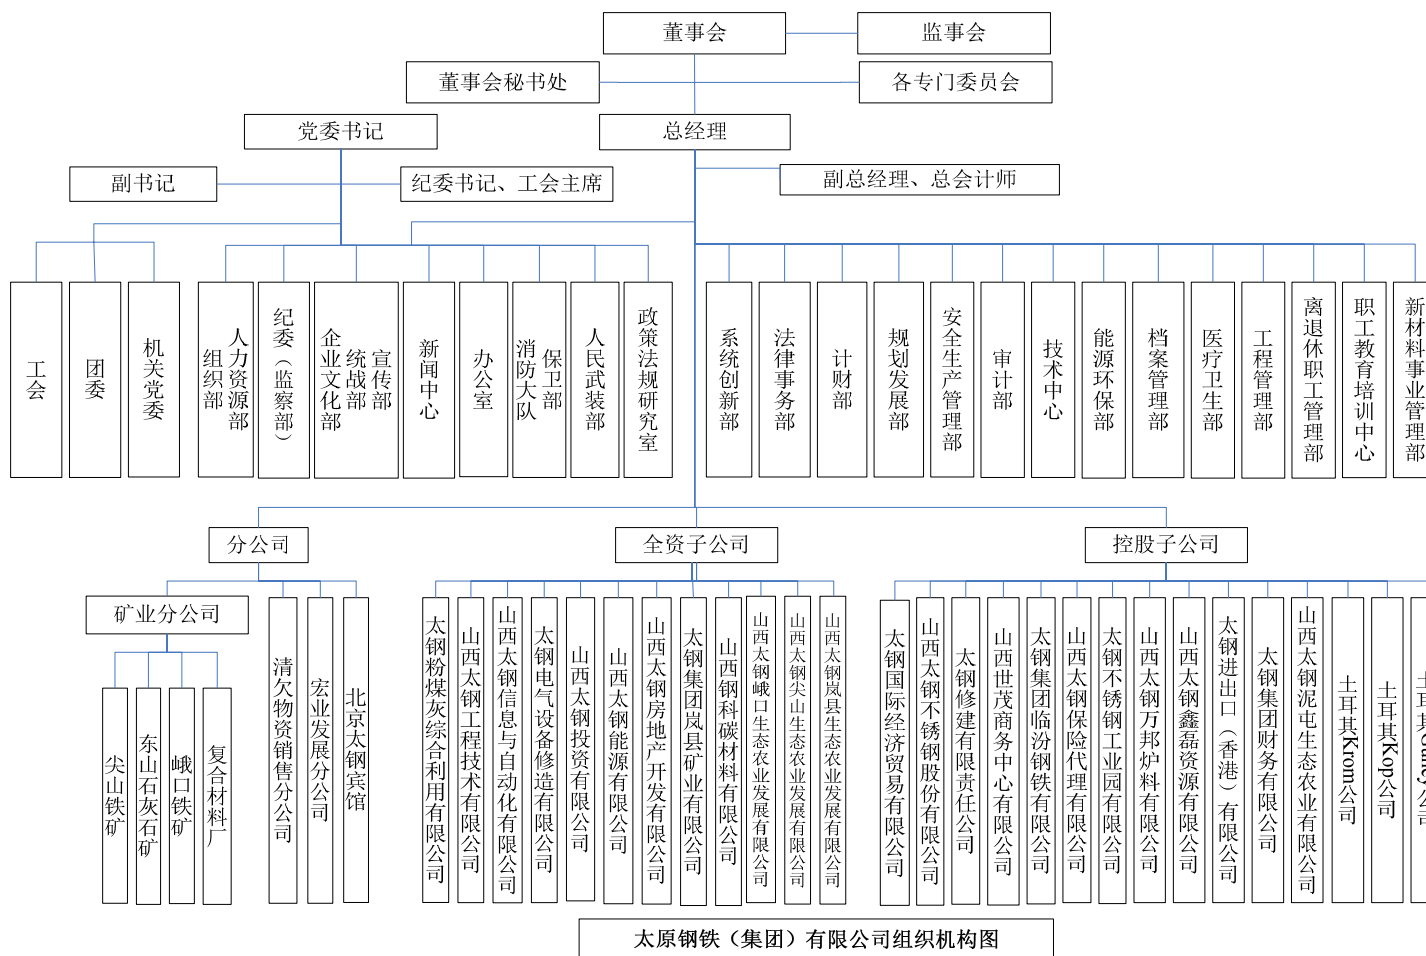 董事会
监事会
董事会秘书处
各专门委员会
党委书记
总经理
副书记
纪委书记、工会主席
副总经理、总会计师
工会
团委
机关党委
人力资源部
组织部
纪委（监察部）
宣传部
统战部
企业文化部
新闻中心
办公室
保卫部
消防大队
人民武装部
政策法规研究室
系统创新部
法律事务部
计财部
规划发展部
安全生产管理部
审计部
技术中心
能源环保部
档案管理部
医疗卫生部
工程管理部
离退休职工管理部
职工教育培训中心
新材料事业管理部
分公司
全资子公司
控股子公司
矿业分公司
尖山铁矿
东山石灰石矿
峨口铁矿
复合材料厂
清欠物资销售分公司
宏业发展分公司
北京太钢宾馆
太钢粉煤灰综合利用有限公司
山西太钢工程技术有限公司
山西太钢信息与自动化有限公司
太钢电气设备修造有限公司
山西太钢投资有限公司
山西太钢能源有限公司
山西太钢房地产开发有限公司
太钢集团岚县矿业有限公司
山西钢科碳材料有限公司
山西太钢峨口生态农业发展有限公司
山西太钢尖山生态农业发展有限公司
山西太钢岚县生态农业发展有限公司
太钢国际经济贸易有限公司
山西太钢不锈钢股份有限公司
太钢修建有限责任公司
山西世茂商务中心有限公司
太钢集团临汾钢铁有限公司
山西太钢保险代理有限公司
太钢不锈钢工业园有限公司
山西太钢万邦炉料有限公司
山西太钢鑫磊资源有限公司
太钢进出口（香港）有限公司
太钢集团财务有限公司
山西太钢泥屯生态农业有限公司
土耳其Krom公司
土耳其Kop公司
太原钢铁（集团）有限公司组织机构图